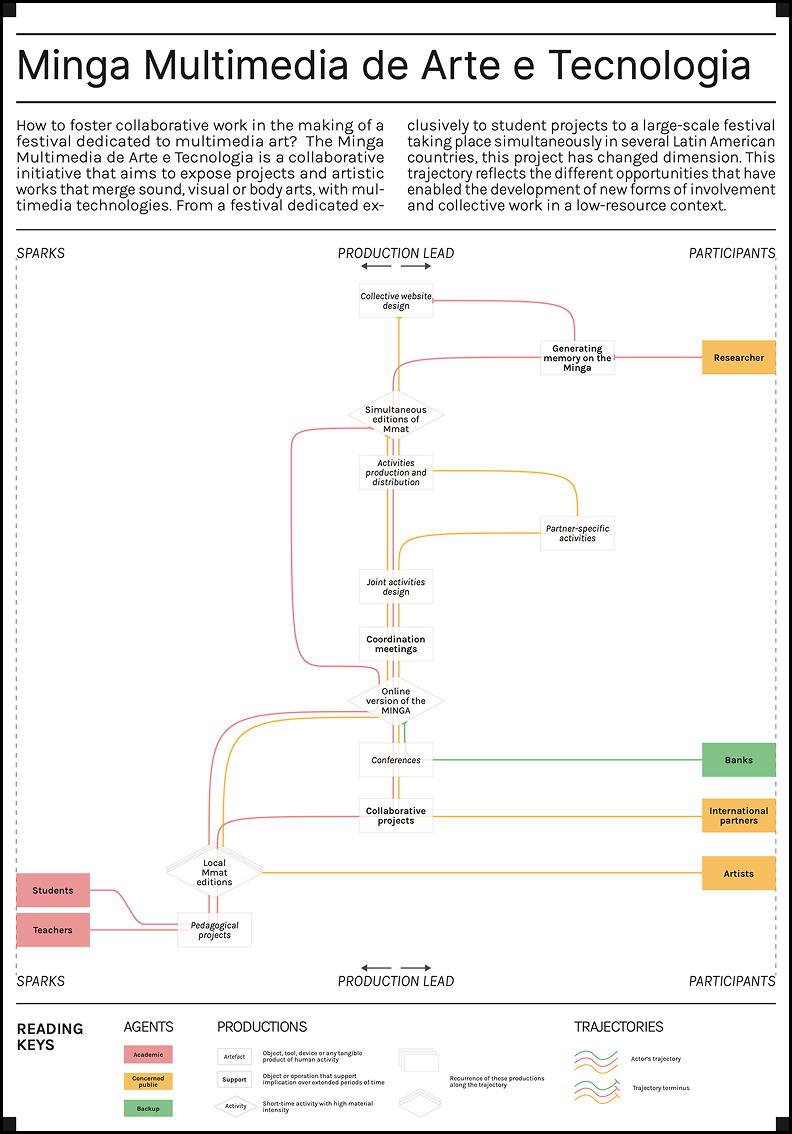 Minga Multimedia de Arte e Tecnologia
How to foster collaborative work in the making of a
festival dedicated to multimedia art?  The Minga
Multimedia de Arte e Tecnologia is a collaborative
initiative that aims to expose projects and artistic
works that merge sound, visual or body arts, with mul-
timedia technologies. From a festival dedicated ex-
clusively to student projects to a large-scale festival
taking place simultaneously in several Latin American
countries, this project has changed dimension. This
trajectory reflects the different opportunities that have
enabled the development of new forms of involvement
and collective work in a low-resource context.
SPARKS
PRODUCTION LEAD
PARTICIPANTS
Collective website
design
Generating
memory on the
Minga
Researcher
Simultaneous
editions of
Mmat
Activities
production and
distribution
Partner-specific
activities
Joint activities
design
Coordination
meetings
Online
version of the
MINGA
Conferences
Banks
Collaborative
projects
International
partners
Local
Mmat
editions
Artists
Students
Teachers
Pedagogical
projects
SPARKS
PRODUCTION LEAD
PARTICIPANTS
READING
KEYS
AGENTS
Academic
Concerned
public
Backup
PRODUCTIONS
Artefact
Object, tool, device or any tangible
product of human activity
Support
Object or operation that support
implication over extended periods of time
Activity
Short-time activity with high material
intensity
Recurrence of these productions
along the trajectory
TRAJECTORIES
Actor's trajectory
Trajectory terminus